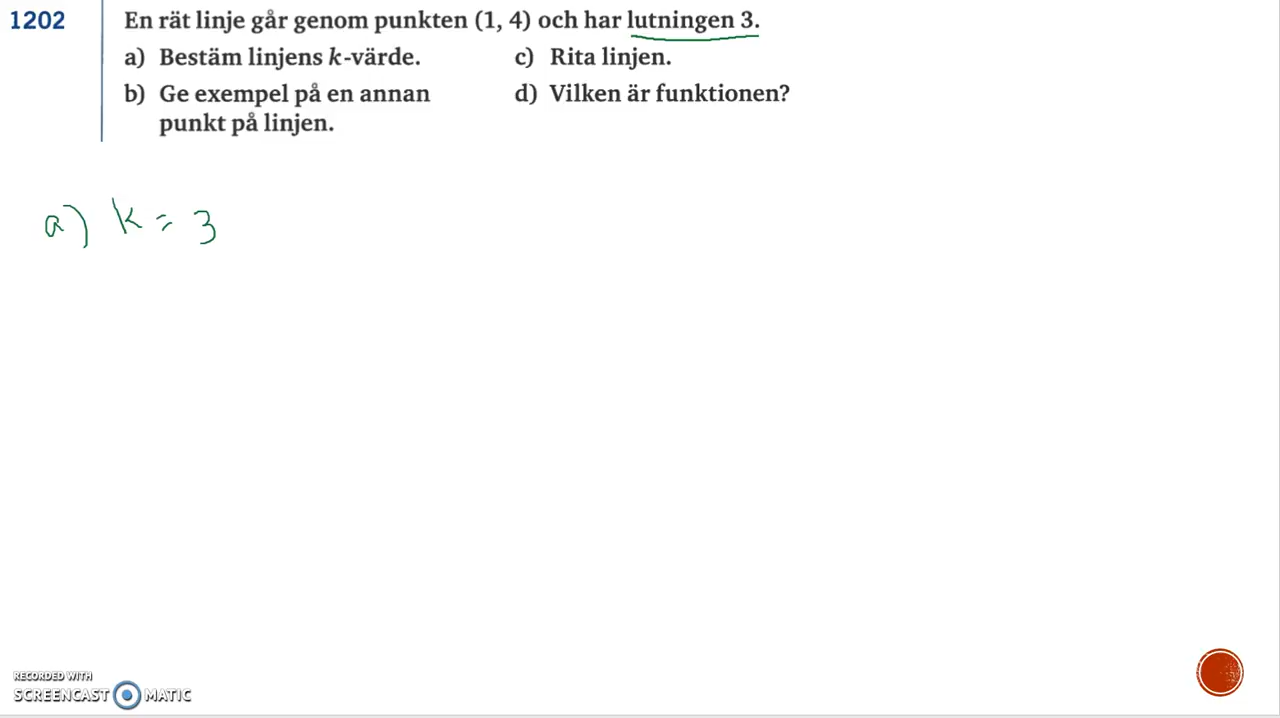 1202
En rät linje går genom punkten (1, 4) och har lutningen 3.
a) Bestäm linjens k-värde.
b) Ge exempel på en annan
punkt på linjen.
c) Rita linjen.
d) Vilken är funktionen?
a) k = 3
RECORDED WITH
SCREENCAST MATIC